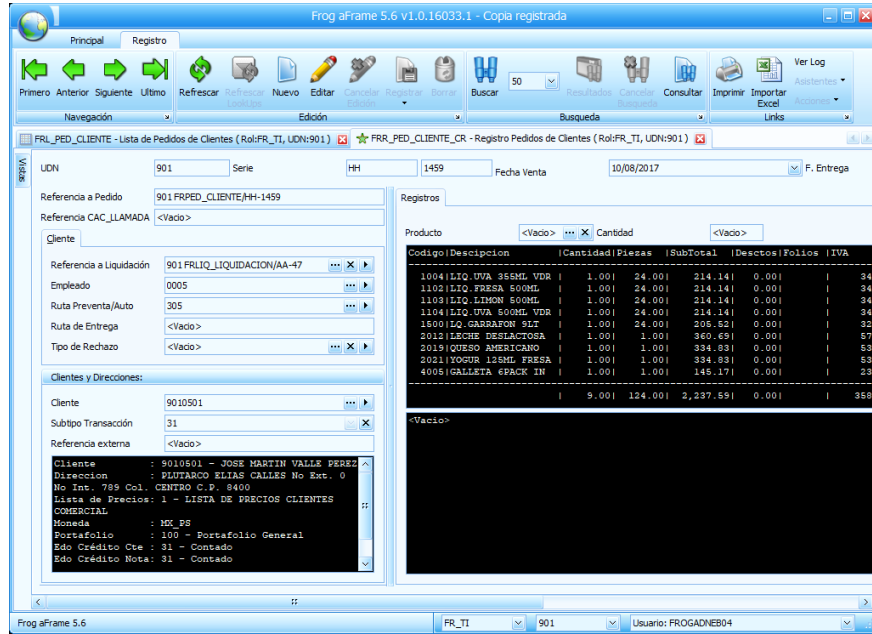 Frog aFrame 5.6 v1.0.16033.1 - Copia registrada
Principal Registro
Primero Anterior Siguiente Ultimo Refrescar Refrescar LookUps Nuevo Editar Cancelar Edición Registrar Borrar Buscar 50 Resultados Cancelar Busqueda Consultar Imprimir Importar Excel Ver Log Asistentes Acciones
Navegación Edición Busqueda Links
FRL_PED_CLIENTE - Lista de Pedidos de Clientes ( Rol:FR_TI, UDN:901) FRR_PED_CLIENTE_CR - Registro Pedidos de Clientes ( Rol:FR_TI, UDN:901)
Vistas
UDN 901 Serie HH 1459 Fecha Venta 10/08/2017 F. Entrega
Referencia a Pedido 901 FRPED_CLIENTE/HH-1459
Referencia CAC_LLAMADA <Vacio>
Cliente
Referencia a Liquidación 901 FRLIQ_LIQUIDACION/AA-47
Empleado 0005
Ruta Preventa/Auto 305
Ruta de Entrega <Vacio>
Tipo de Rechazo <Vacio>
Clientes y Direcciones:
Cliente 9010501
Subtipo Transacción 31
Referencia externa <Vacio>
Cliente : 9010501 - JOSE MARTIN VALLE PEREZ
Direccion : PLUTARCO ELIAS CALLES No Ext. 0
No Int. 789 Col. CENTRO C.P. 8400
Lista de Precios: 1 - LISTA DE PRECIOS CLIENTES
COMERCIAL
Moneda : MX_PS
Portafolio : 100 - Portafolio General
Edo Crédito Cte : 31 - Contado
Edo Crédito Nota: 31 - Contado
Registros
Producto <Vacio> Cantidad <Vacio>
Codigo|Descipcion |Cantidad|Piezas |SubTotal |Desctos|Folios |IVA
1004|LIQ.UVA 355ML VDR | 1.00| 24.00| 214.14| 0.00| | 34
1102|LIQ.FRESA 500ML | 1.00| 24.00| 214.14| 0.00| | 34
1103|LIQ.LIMON 500ML | 1.00| 24.00| 214.14| 0.00| | 34
1104|LIQ.UVA 500ML VDR | 1.00| 24.00| 214.14| 0.00| | 34
1500|LQ.GARRAFON 9LT | 1.00| 24.00| 205.52| 0.00| | 32
2012|LECHE DESLACTOSA | 1.00| 1.00| 360.69| 0.00| | 57
2019|QUESO AMERICANO | 1.00| 1.00| 334.83| 0.00| | 53
2021|YOGUR 125ML FRESA | 1.00| 1.00| 334.83| 0.00| | 53
4005|GALLETA 6PACK IN | 1.00| 1.00| 145.17| 0.00| | 23
| 9.00| 124.00| 2,237.59| 0.00| | 358
<Vacio>
Frog aFrame 5.6 FR_TI 901 Usuario: FROGADNEB04